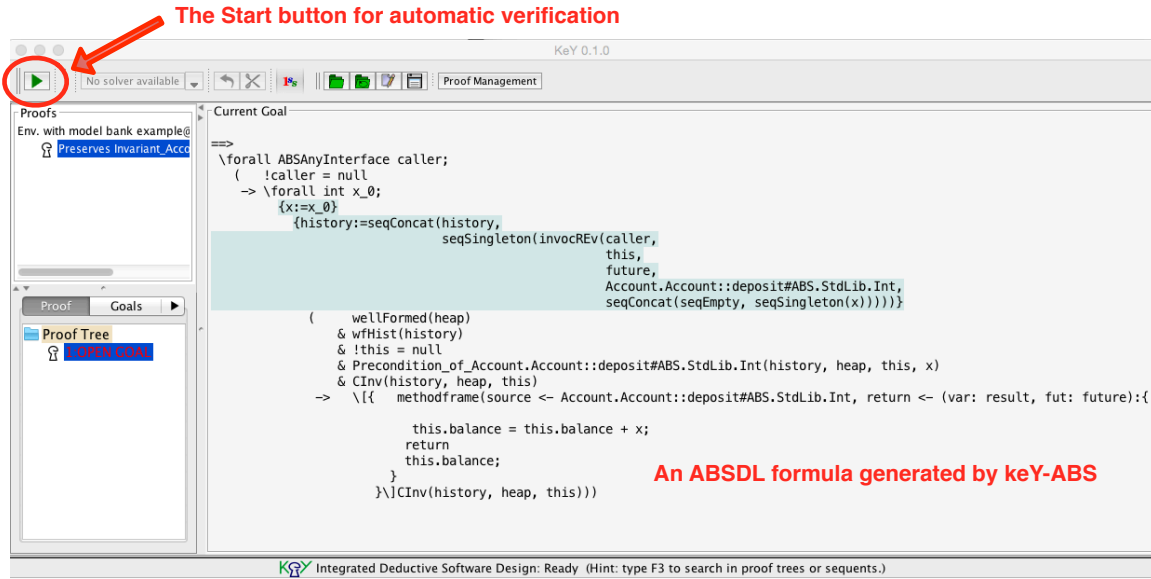 The Start button for automatic verification
KeY 0.1.0
No solver available
Proof Management
Proofs
Env. with model bank example@
Preserves Invariant_Acco
Proof
Goals
Proof Tree
1:OPEN GOAL
Current Goal
==>
\forall ABSAnyInterface caller;
( !caller = null
-> \forall int x_0;
{x:=x_0}
{history:=seqConcat(history,
seqSingleton(invocREv(caller,
this,
future,
Account.Account::deposit#ABS.StdLib.Int,
seqConcat(seqEmpty, seqSingleton(x)))))}
( wellFormed(heap)
& wfHist(history)
& !this = null
& Precondition_of_Account.Account::deposit#ABS.StdLib.Int(history, heap, this, x)
& CInv(history, heap, this)
-> \[{ methodframe(source <- Account.Account::deposit#ABS.StdLib.Int, return <- (var: result, fut: future):{
this.balance = this.balance + x;
return
this.balance;
}
}\]CInv(history, heap, this)))
An ABSDL formula generated by keY-ABS
KeY Integrated Deductive Software Design: Ready (Hint: type F3 to search in proof trees or sequents.)